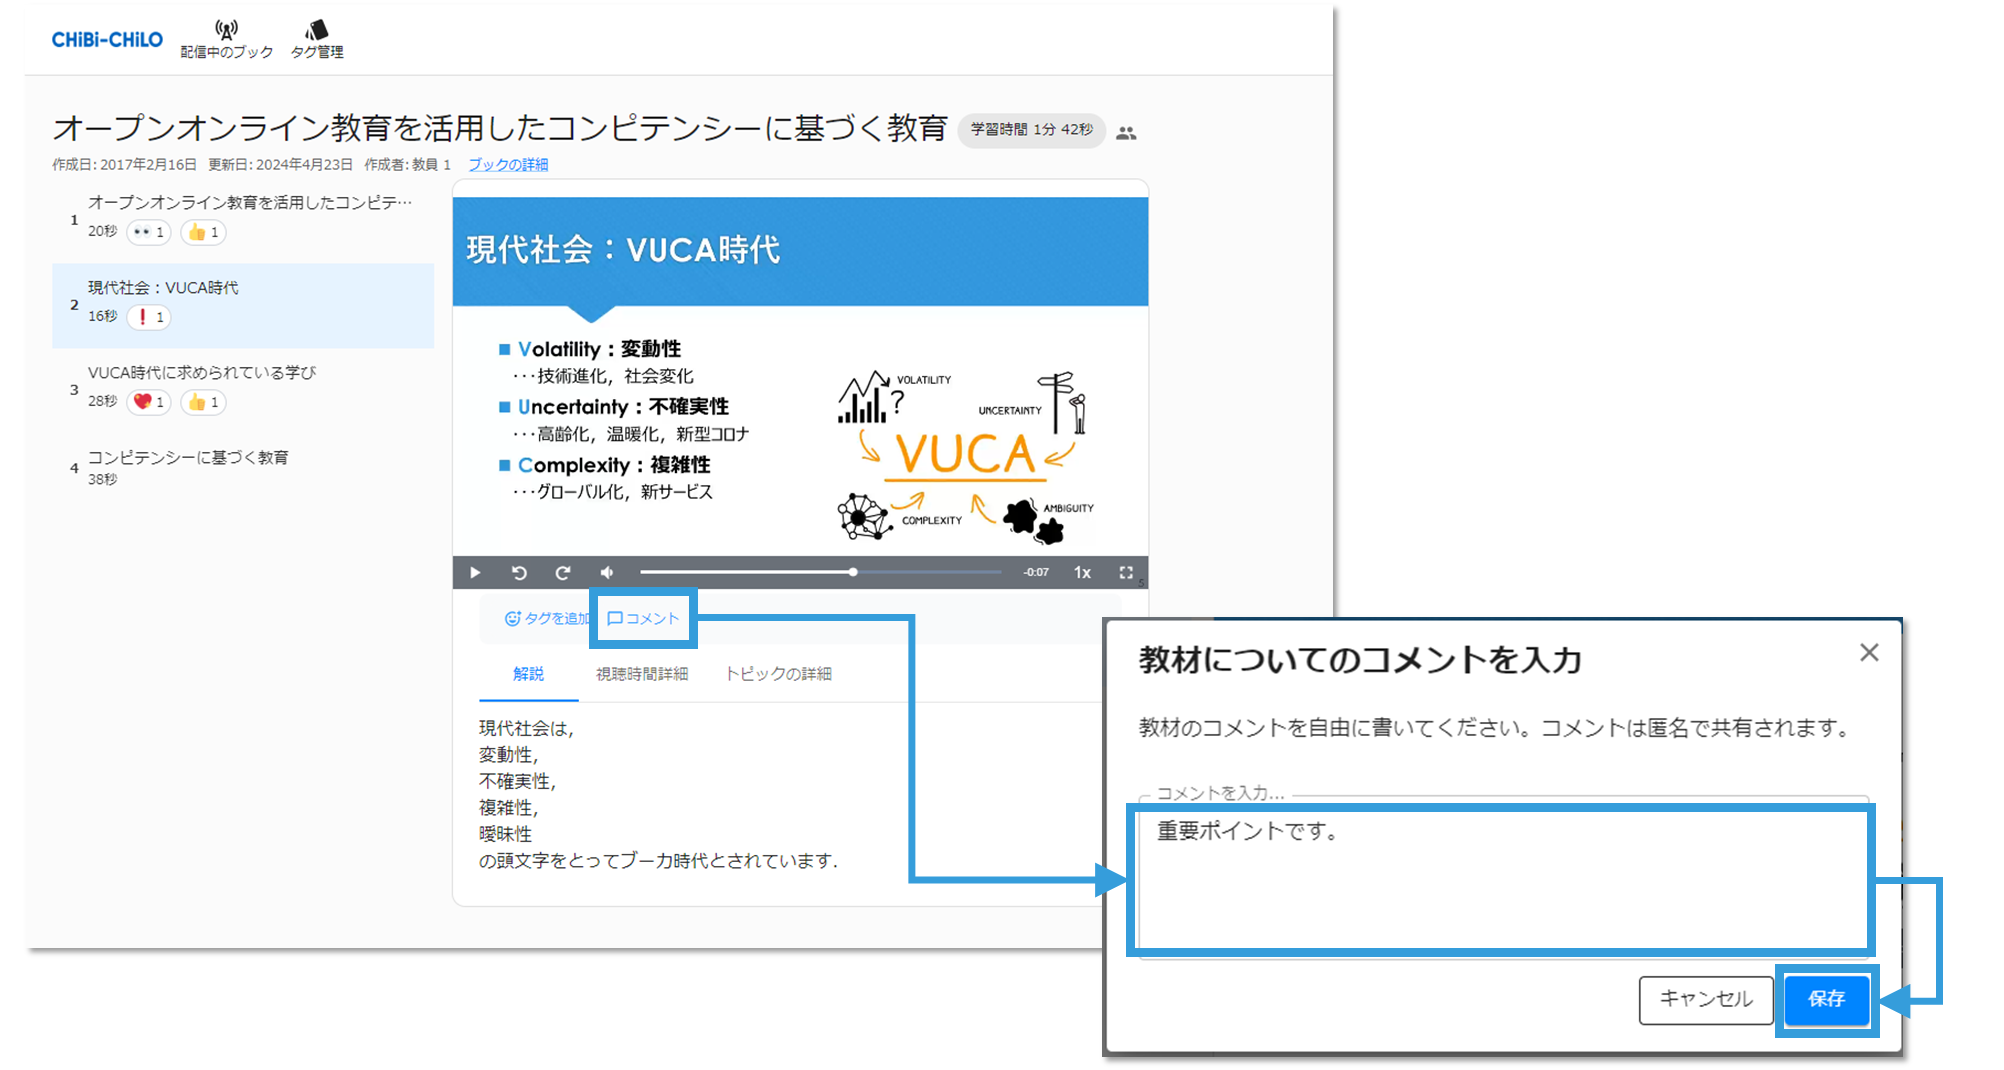 CHiBi-CHiLO
配信中のブック
タグ管理
オープンオンライン教育を活用したコンピテンシーに基づく教育
学習時間 1分 42秒
作成日: 2017年2月16日 更新日: 2024年4月23日 作成者: 教員 1 ブックの詳細
1
オープンオンライン教育を活用したコンピテ…
20秒 👀 1 👍 1
2
現代社会：VUCA時代
16秒 ❗ 1
3
VUCA時代に求められている学び
28秒 💖 1 👍 1
4
コンピテンシーに基づく教育
38秒
現代社会：VUCA時代
■ Volatility：変動性
･･･技術進化，社会変化
■ Uncertainty：不確実性
･･･高齢化，温暖化，新型コロナ
■ Complexity：複雑性
･･･グローバル化，新サービス
VOLATILITY
?
UNCERTAINTY
VUCA
COMPLEXITY
AMBIGUITY
-0:07
1x
5
タグを追加
コメント
解説
視聴時間詳細
トピックの詳細
現代社会は,
変動性,
不確実性,
複雑性,
曖昧性
の頭文字をとってブーカ時代とされています.
教材についてのコメントを入力
教材のコメントを自由に書いてください。コメントは匿名で共有されます。
コメントを入力...
重要ポイントです。
キャンセル
保存